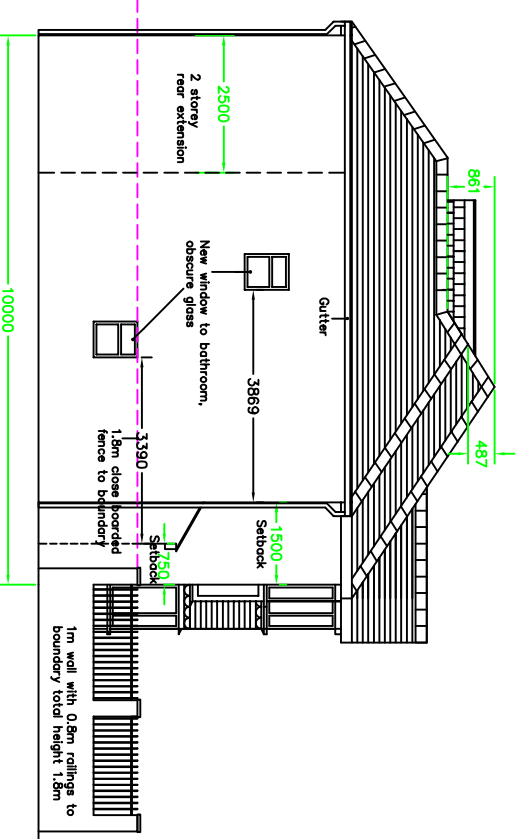 861
487
2500
2 storey
rear extension
Gutter
New window to bathroom,
obscure glass
3869
3390
1.8m close boarded
fence to boundary
1500
Setback
750
Setback
10000
1m wall with 0.8m railings to
boundary total height 1.8m